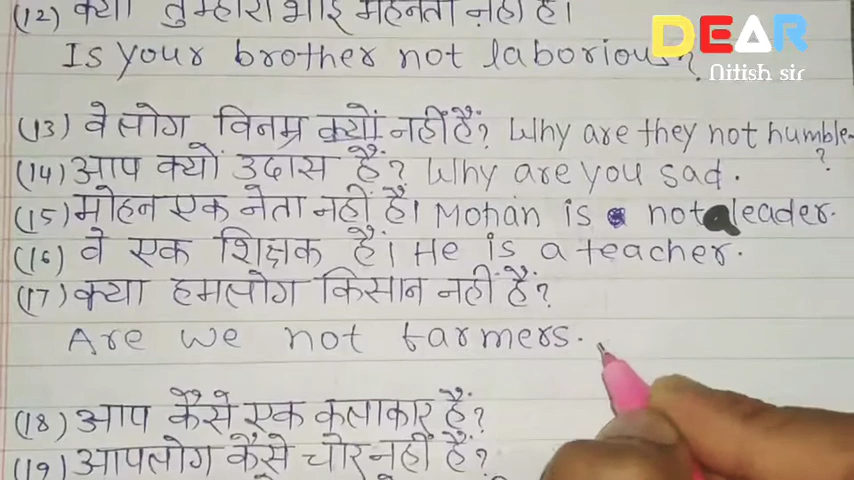 (12) क्या तुम्हारा भाई मेहनती नहीं है।
DEAR
Is your brother not laborious?
Nitish sir
(13) वे लोग विनम्र क्यों नहीं हैं? Why are they not humble-
?
(14) आप क्यों उदास हैं? Why are you sad.
(15) मोहन एक नेता नहीं है। Mohan is not a leader.
(16) वे एक शिक्षक हैं। He is a teacher.
(17) क्या हमलोग किसान नहीं हैं?
Are we not farmers.
(18) आप कैसे एक कलाकार हैं?
(19) आपलोग कैसे चोर नहीं हैं?